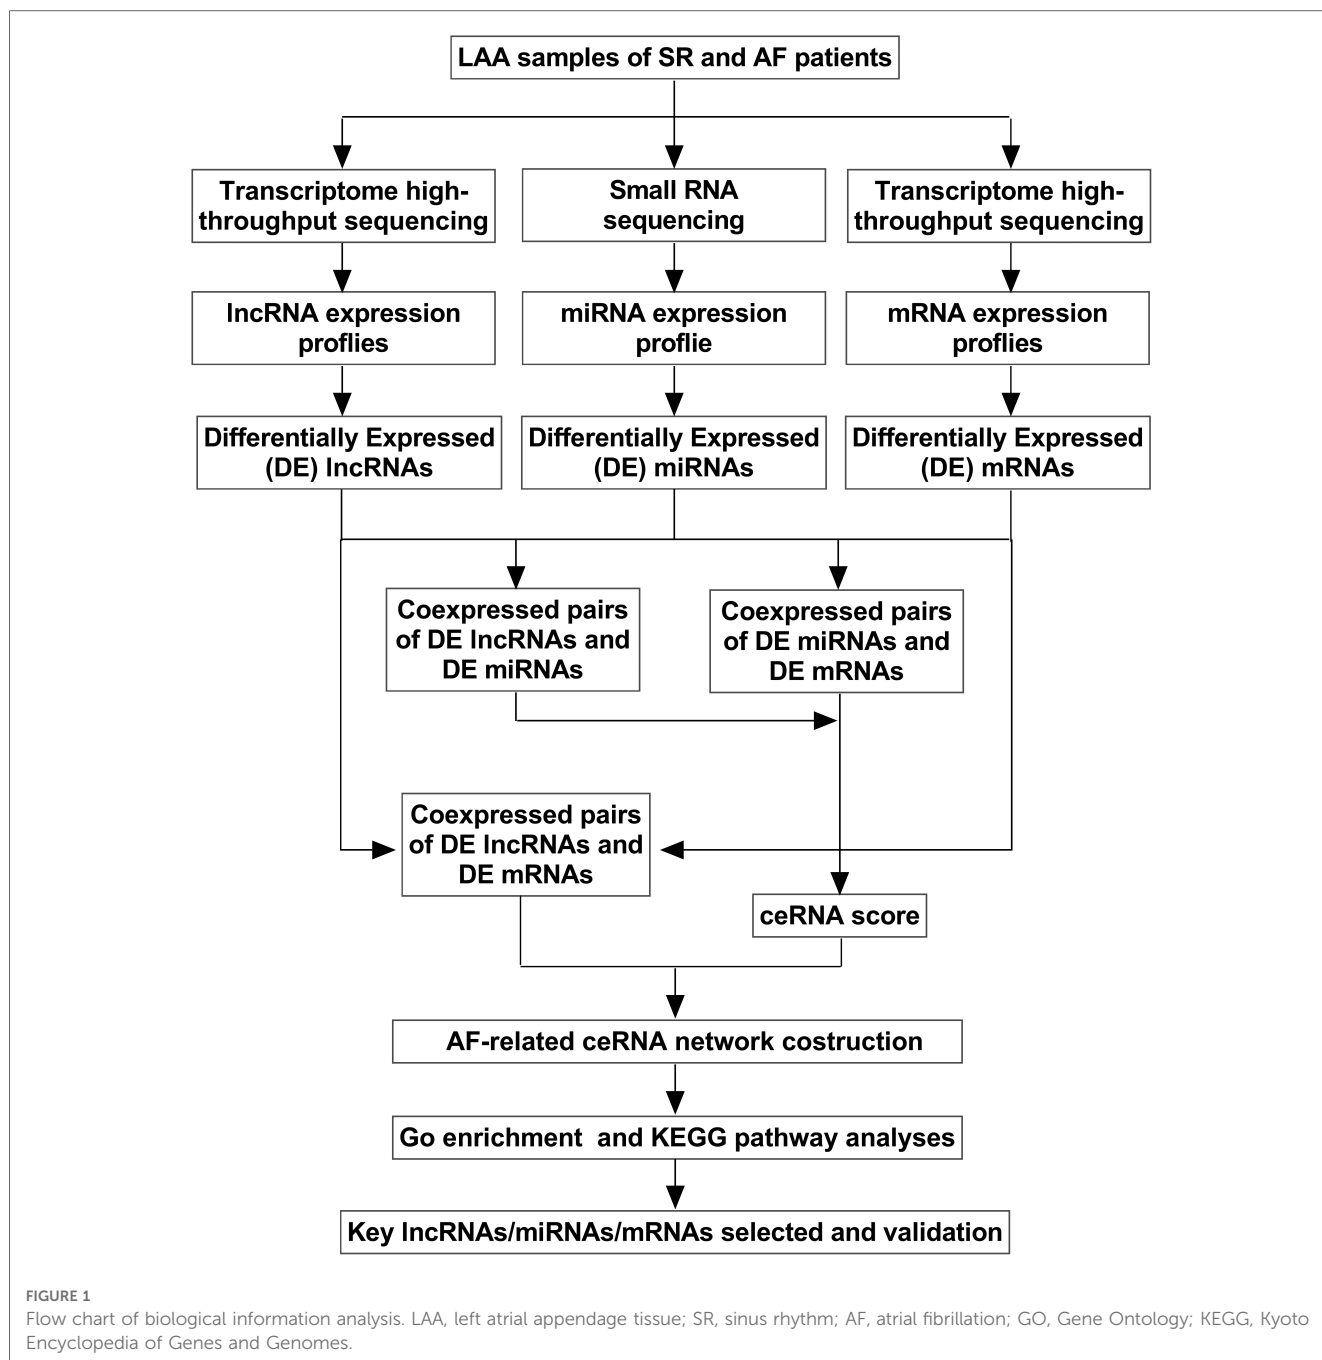 LAA samples of SR and AF patients
Transcriptome high-
throughput sequencing
Small RNA
sequencing
Transcriptome high-
throughput sequencing
lncRNA expression
proflies
miRNA expression
proflie
mRNA expression
proflies
Differentially Expressed
(DE) lncRNAs
Differentially Expressed
(DE) miRNAs
Differentially Expressed
(DE) mRNAs
Coexpressed pairs
of DE lncRNAs and
DE miRNAs
Coexpressed pairs
of DE miRNAs and
DE mRNAs
Coexpressed pairs
of DE lncRNAs and
DE mRNAs
ceRNA score
AF-related ceRNA network costruction
Go enrichment  and KEGG pathway analyses
Key lncRNAs/miRNAs/mRNAs selected and validation
FIGURE 1
Flow chart of biological information analysis. LAA, left atrial appendage tissue; SR, sinus rhythm; AF, atrial fibrillation; GO, Gene Ontology; KEGG, Kyoto
Encyclopedia of Genes and Genomes.